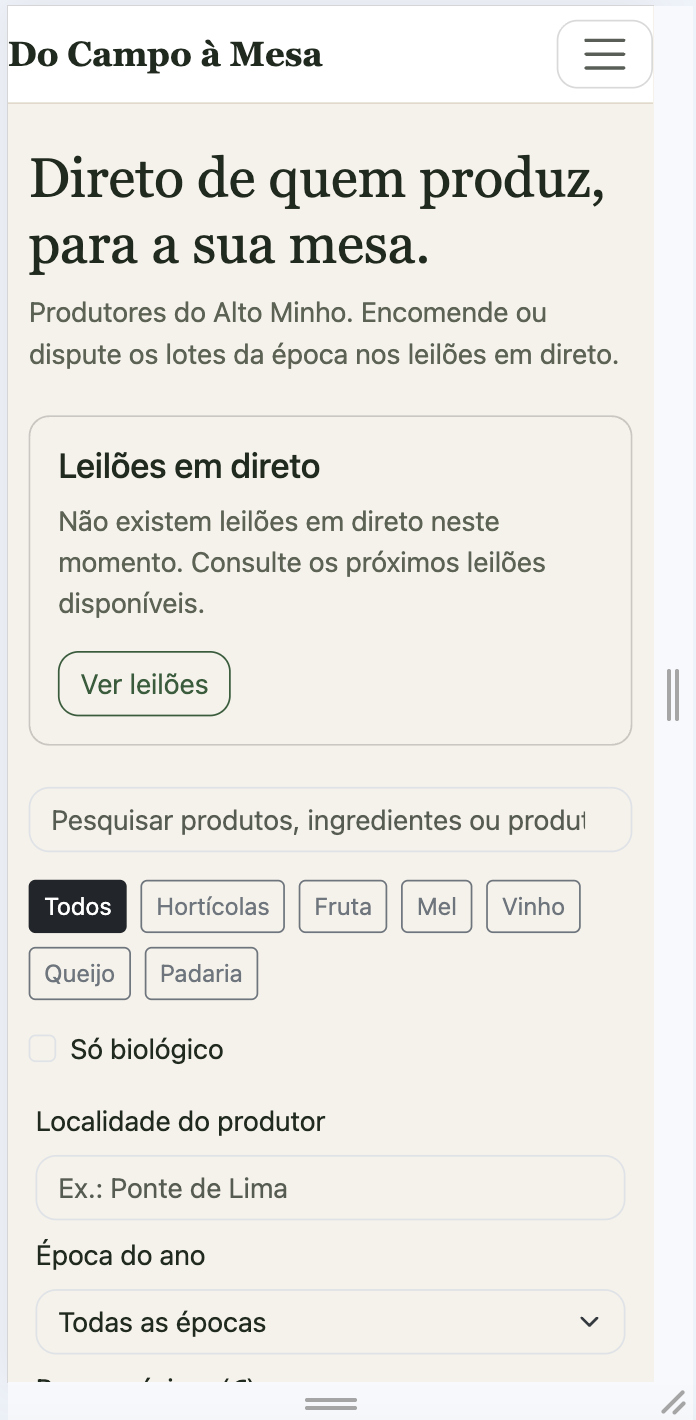 Do Campo à Mesa
Direto de quem produz,
para a sua mesa.
Produtores do Alto Minho. Encomende ou
dispute os lotes da época nos leilões em direto.
Leilões em direto
Não existem leilões em direto neste
momento. Consulte os próximos leilões
disponíveis.
Ver leilões
Pesquisar produtos, ingredientes ou
Todos Hortícolas Fruta Mel Vinho
Queijo Padaria
Só biológico
Localidade do produtor
Ex.: Ponte de Lima
Época do ano
Todas as épocas